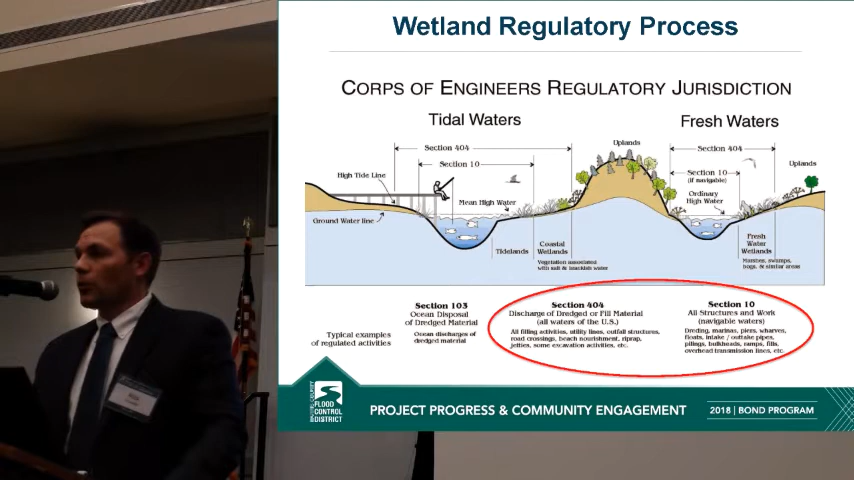 Wetland Regulatory Process
CORPS OF ENGINEERS REGULATORY JURISDICTION
Tidal Waters
Fresh Waters
Section 404
Section 10
High Tide Line
Mean High Water
Ground Water line
Tidelands
Coastal
Wetlands
Vegetation associated
with salt & brackish water
Uplands
Section 404
Section 10
(if navigable)
Ordinary
High Water
Uplands
Fresh
Water
Wetlands
Marshes, swamps,
bogs, & similar areas
Typical examples
of regulated activities
Section 103
Ocean Disposal
of Dredged Material
Ocean discharges of
dredged material
Section 404
Discharge of Dredged or Fill Material
(all waters of the U.S.)
All filling activities, utility lines, outfall structures,
road crossings, beach nourishment, riprap,
jetties, some excavation activities, etc.
Section 10
All Structures and Work
(navigable waters)
Dreding, marinas, piers, wharves,
floats, intake / outtake pipes,
pilings, bulkheads, ramps, fills,
overhead transmission lines, etc.
FLOOD
CONTROL
DISTRICT
PROJECT PROGRESS & COMMUNITY ENGAGEMENT
2018 | BOND PROGRAM